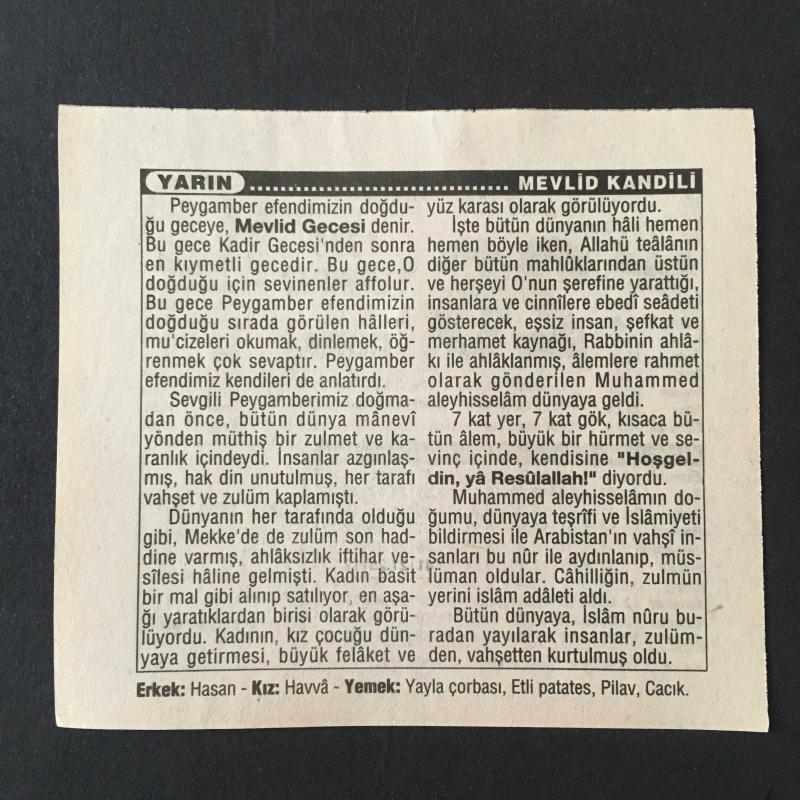 YARIN ................................... MEVLİD KANDİLİ
Peygamber efendimizin doğdu-
ğu geceye, Mevlid Gecesi denir.
Bu gece Kadir Gecesi'nden sonra
en kıymetli gecedir. Bu gece,O
doğduğu için sevinenler affolur.
Bu gece Peygamber efendimizin
doğduğu sırada görülen hâlleri,
mu'cizeleri okumak, dinlemek, öğ-
renmek çok sevaptır. Peygamber
efendimiz kendileri de anlatırdı.
Sevgili Peygamberimiz doğma-
dan önce, bütün dünya mânevî
yönden müthiş bir zulmet ve ka-
ranlık içindeydi. İnsanlar azgınlaş-
mış, hak din unutulmuş, her tarafı
vahşet ve zulüm kaplamıştı.
Dünyanın her tarafında olduğu
gibi, Mekke'de de zulüm son had-
dine varmış, ahlâksızlık iftihar ve-
sîlesi hâline gelmişti. Kadın basit
bir mal gibi alınıp satılıyor, en aşa-
ğı yaratıklardan birisi olarak görü-
lüyordu. Kadının, kız çocuğu dün-
yaya getirmesi, büyük felâket ve
yüz karası olarak görülüyordu.
İşte bütün dünyanın hâli hemen
hemen böyle iken, Allahü teâlânın
diğer bütün mahlûklarından üstün
ve herşeyi O'nun şerefine yarattığı,
insanlara ve cinnîlere ebedî seâdeti
gösterecek, eşsiz insan, şefkat ve
merhamet kaynağı, Rabbinin ahlâ-
kı ile ahlâklanmış, âlemlere rahmet
olarak gönderilen Muhammed
aleyhisselâm dünyaya geldi.
7 kat yer, 7 kat gök, kısaca bü-
tün âlem, büyük bir hürmet ve se-
vinç içinde, kendisine "Hoşgel-
din, yâ Resûlallah!" diyordu.
Muhammed aleyhisselâmın do-
ğumu, dünyaya teşrîfi ve İslâmiyeti
bildirmesi ile Arabistan'ın vahşî in-
sanları bu nûr ile aydınlanıp, müs-
lüman oldular. Câhilliğin, zulmün
yerini islâm adâleti aldı.
Bütün dünyaya, İslâm nûru bu-
radan yayılarak insanlar, zulüm-
den, vahşetten kurtulmuş oldu.
Erkek: Hasan - Kız: Havvâ - Yemek: Yayla çorbası, Etli patates, Pilav, Cacık.